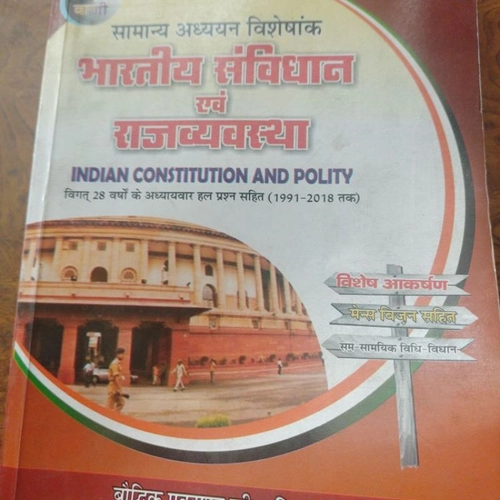 वाणी
सामान्य अध्ययन विशेषांक
भारतीय संविधान
एवं
राजव्यवस्था
INDIAN CONSTITUTION AND POLITY
विगत् 28 वर्षों के अध्यायवार हल प्रश्न सहित (1991-2018 तक)
विशेष आकर्षण
मेन्स विज़न सहित
सम-सामयिक विधि-विधान
बौद्धिक